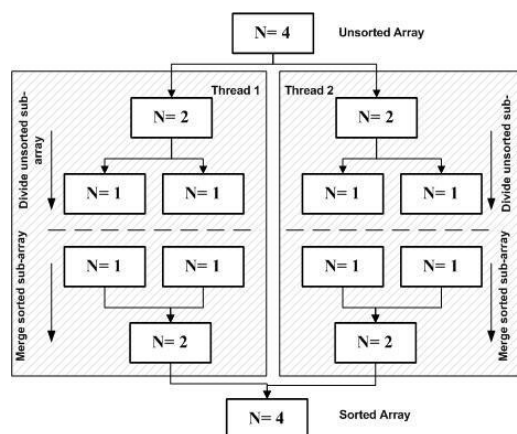 N= 4
Unsorted Array
Thread 1
Thread 2
N= 2
N= 2
Divide unsorted sub-
array
Divide unsorted sub-
array
N= 1
N= 1
N= 1
N= 1
Merge sorted sub-array
Merge sorted sub-array
N= 1
N= 1
N= 1
N= 1
N= 2
N= 2
N= 4
Sorted Array